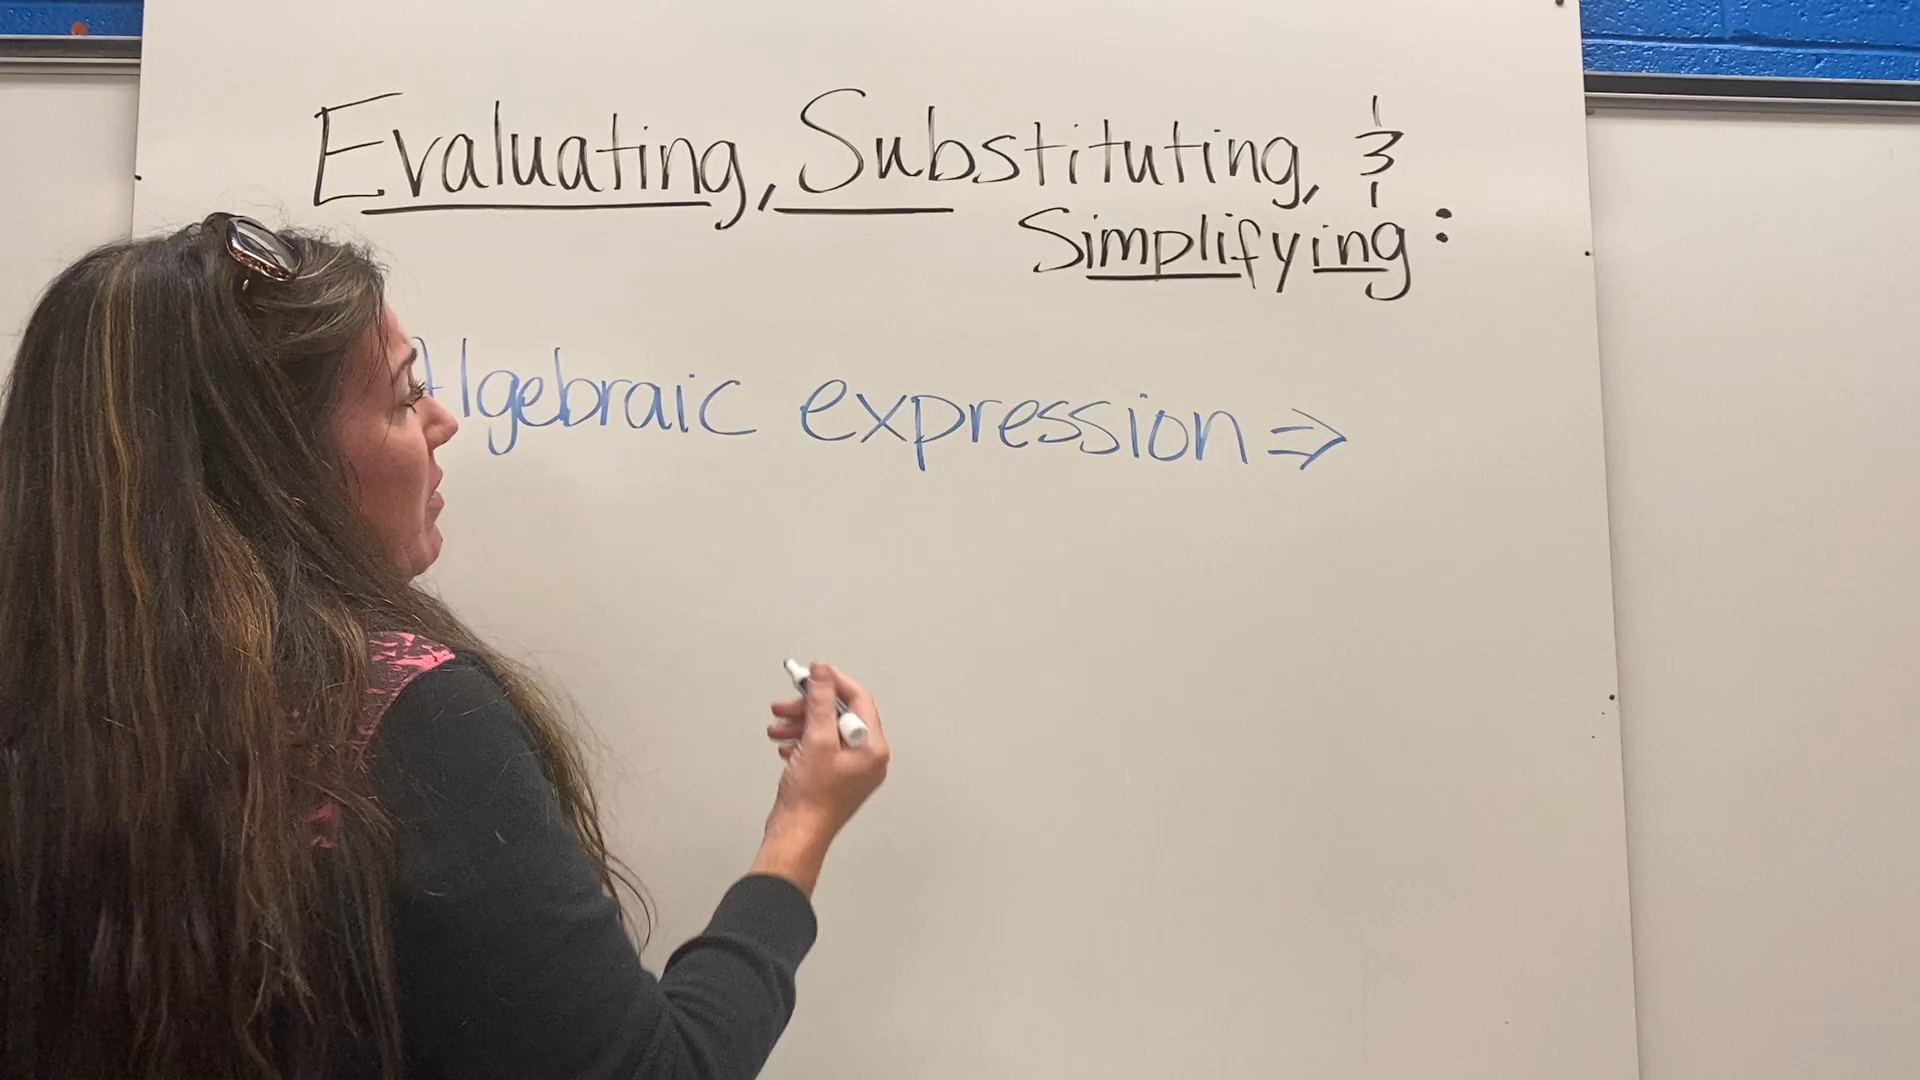 Evaluating, Substituting, &
Simplifying:
Algebraic expression ⇒